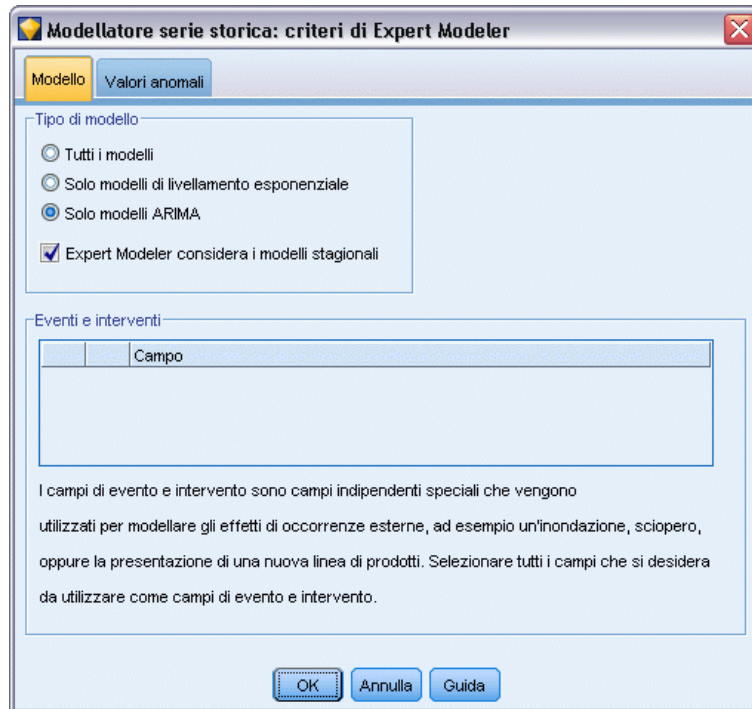 Modellatore serie storica: criteri di Expert Modeler
Modello
Valori anomali
Tipo di modello
Tutti i modelli
Solo modelli di livellamento esponenziale
Solo modelli ARIMA
Expert Modeler considera i modelli stagionali
Eventi e interventi
Campo
I campi di evento e intervento sono campi indipendenti speciali che vengono
utilizzati per modellare gli effetti di occorrenze esterne, ad esempio un'inondazione, sciopero,
oppure la presentazione di una nuova linea di prodotti. Selezionare tutti i campi che si desidera
da utilizzare come campi di evento e intervento.
OK
Annulla
Guida